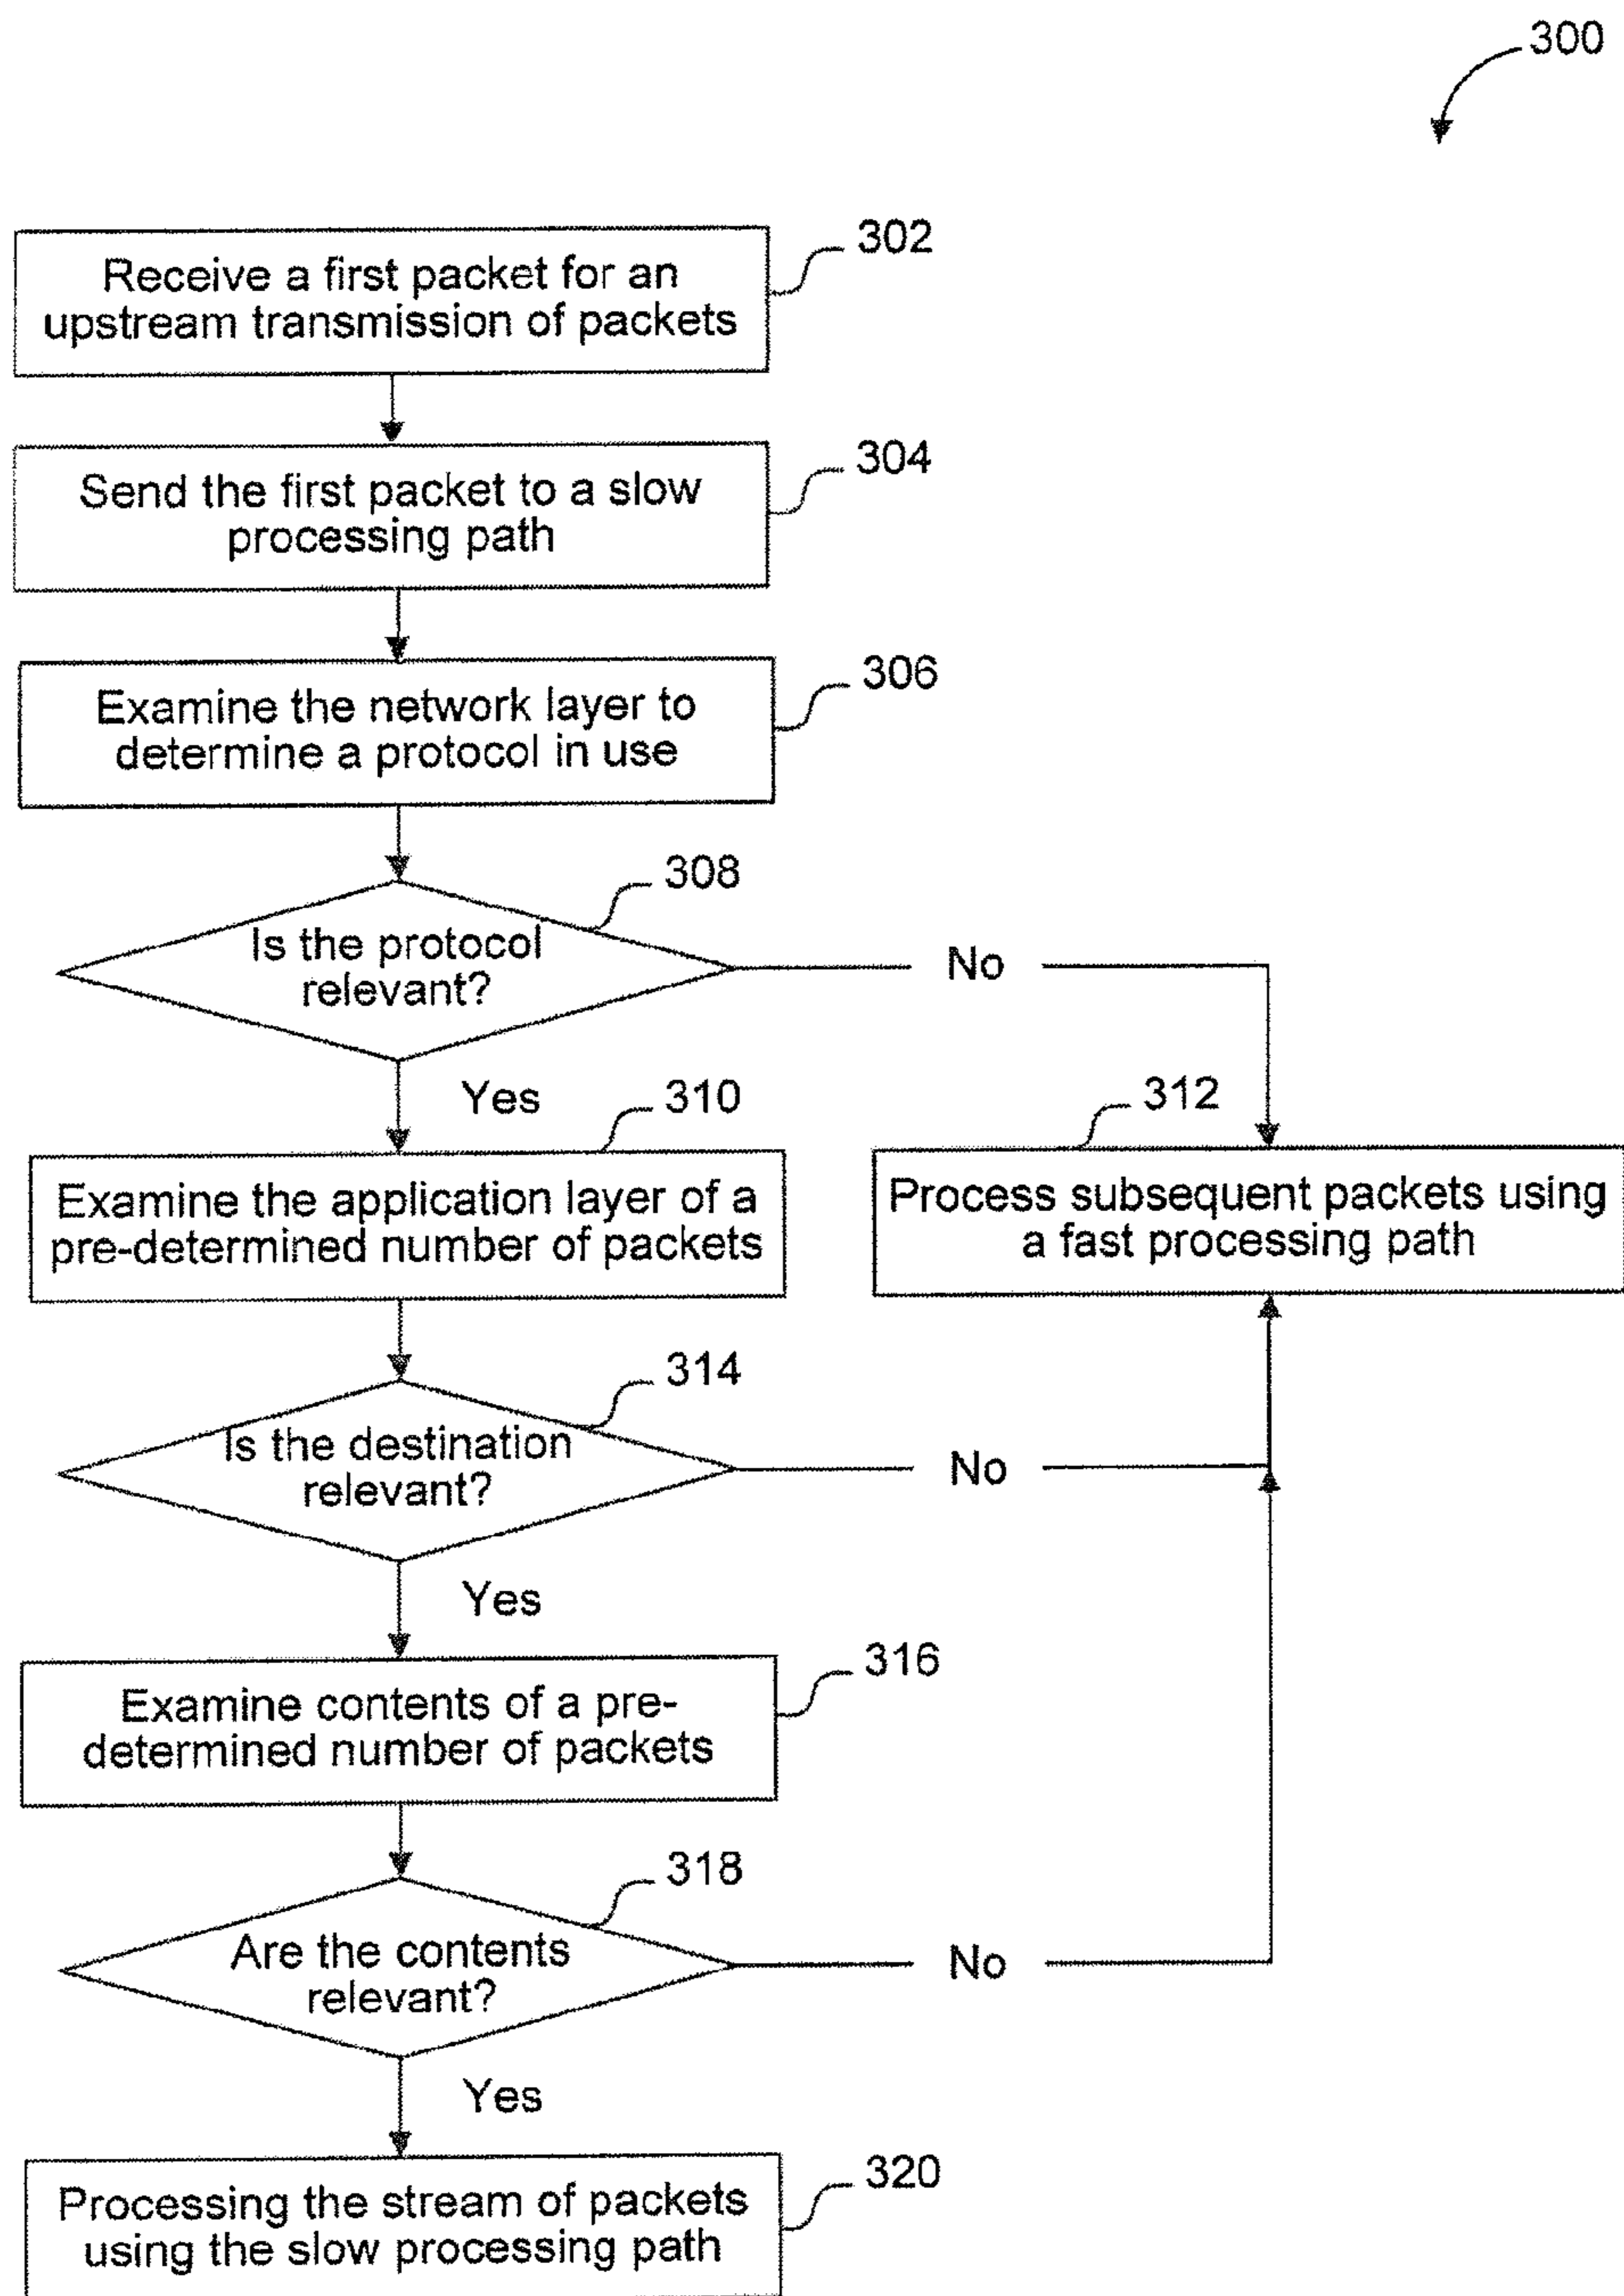 300
302
Receive a first packet for an
upstream transmission of packets
304
Send the first packet to a slow
processing path
306
Examine the network layer to
determine a protocol in use
308
Is the protocol
relevant?
No
Yes
310
312
Examine the application layer of a
pre-determined number of packets
Process subsequent packets using
a fast processing path
314
Is the destination
relevant?
No
Yes
316
Examine contents of a pre-
determined number of packets
318
Are the contents
relevant?
No
Yes
320
Processing the stream of packets
using the slow processing path